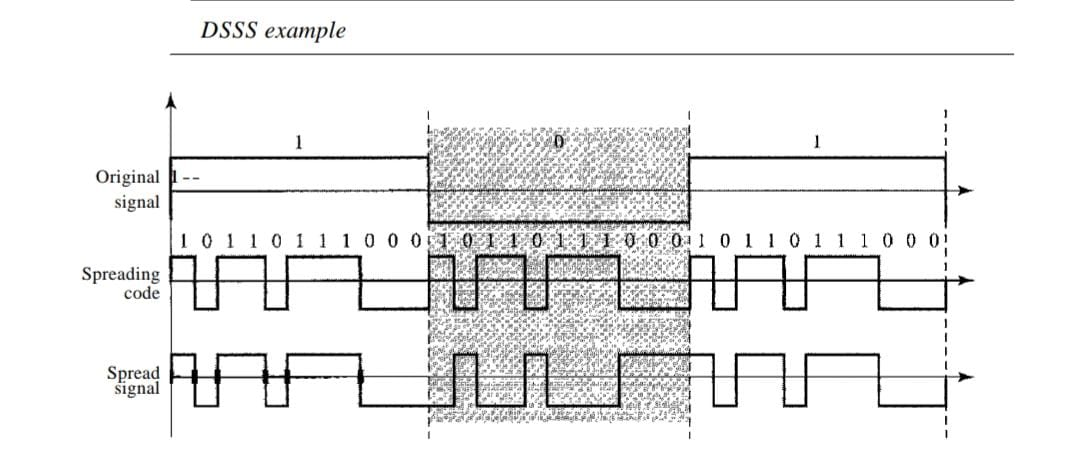 DSSS example
1 0 1
Original 1--
signal
1 0 1 1 0 1 1 1 0 0 0 1 0 1 1 0 1 1 1 0 0 0 1 0 1 1 0 1 1 1 0 0 0
Spreading
code
Spread
signal